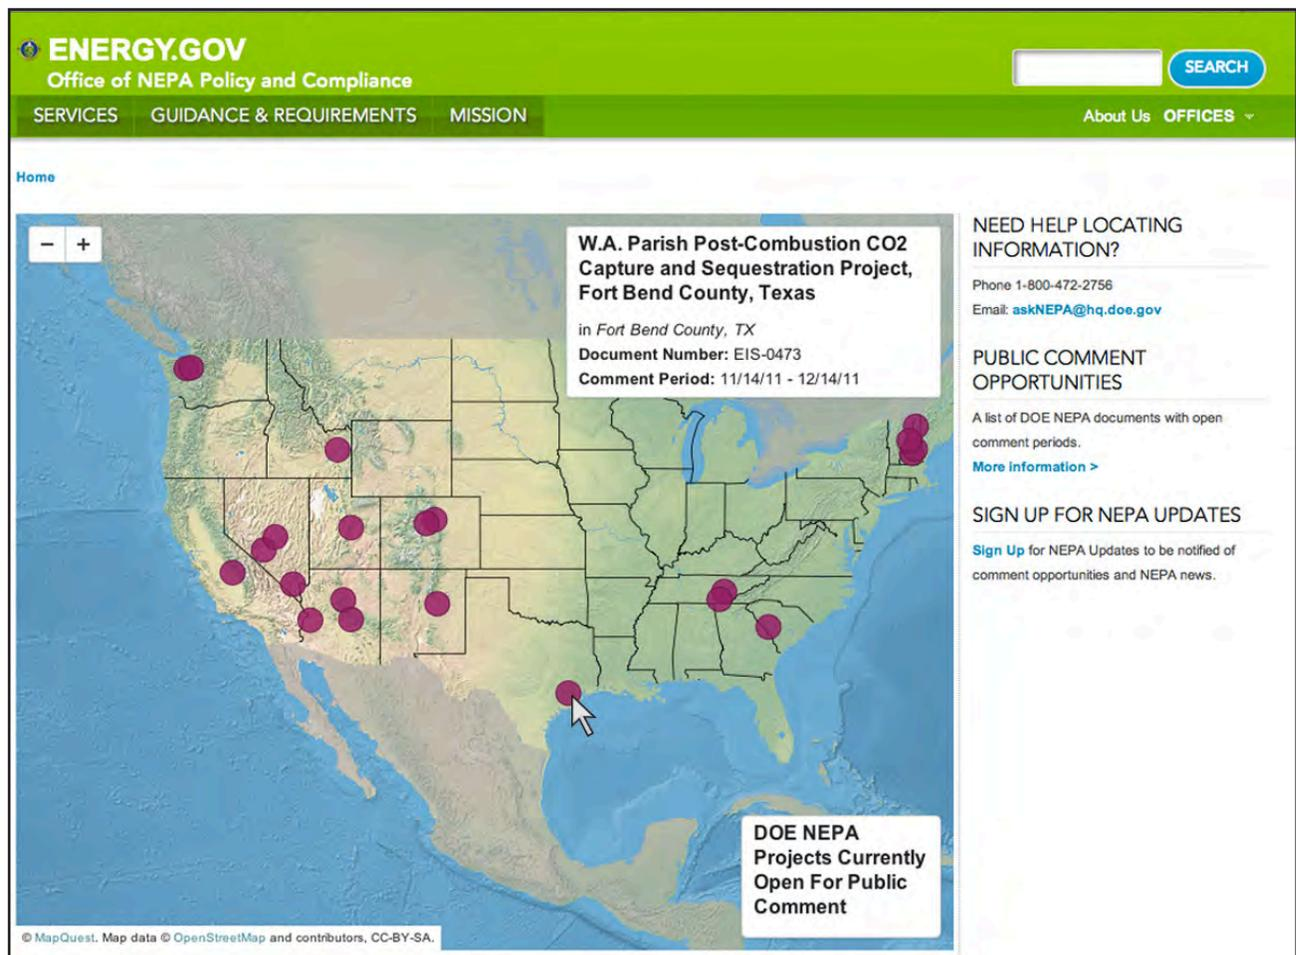 ENERGY.GOV
Office of NEPA Policy and Compliance
SEARCH
SERVICES GUIDANCE & REQUIREMENTS MISSION
About Us OFFICES
Home
− +
W.A. Parish Post-Combustion CO2
Capture and Sequestration Project,
Fort Bend County, Texas
in Fort Bend County, TX
Document Number: EIS-0473
Comment Period: 11/14/11 - 12/14/11
DOE NEPA
Projects Currently
Open For Public
Comment
© MapQuest. Map data © OpenStreetMap and contributors, CC-BY-SA.
NEED HELP LOCATING
INFORMATION?
Phone 1-800-472-2756
Email: askNEPA@hq.doe.gov
PUBLIC COMMENT
OPPORTUNITIES
A list of DOE NEPA documents with open
comment periods.
More information >
SIGN UP FOR NEPA UPDATES
Sign Up for NEPA Updates to be notified of
comment opportunities and NEPA news.